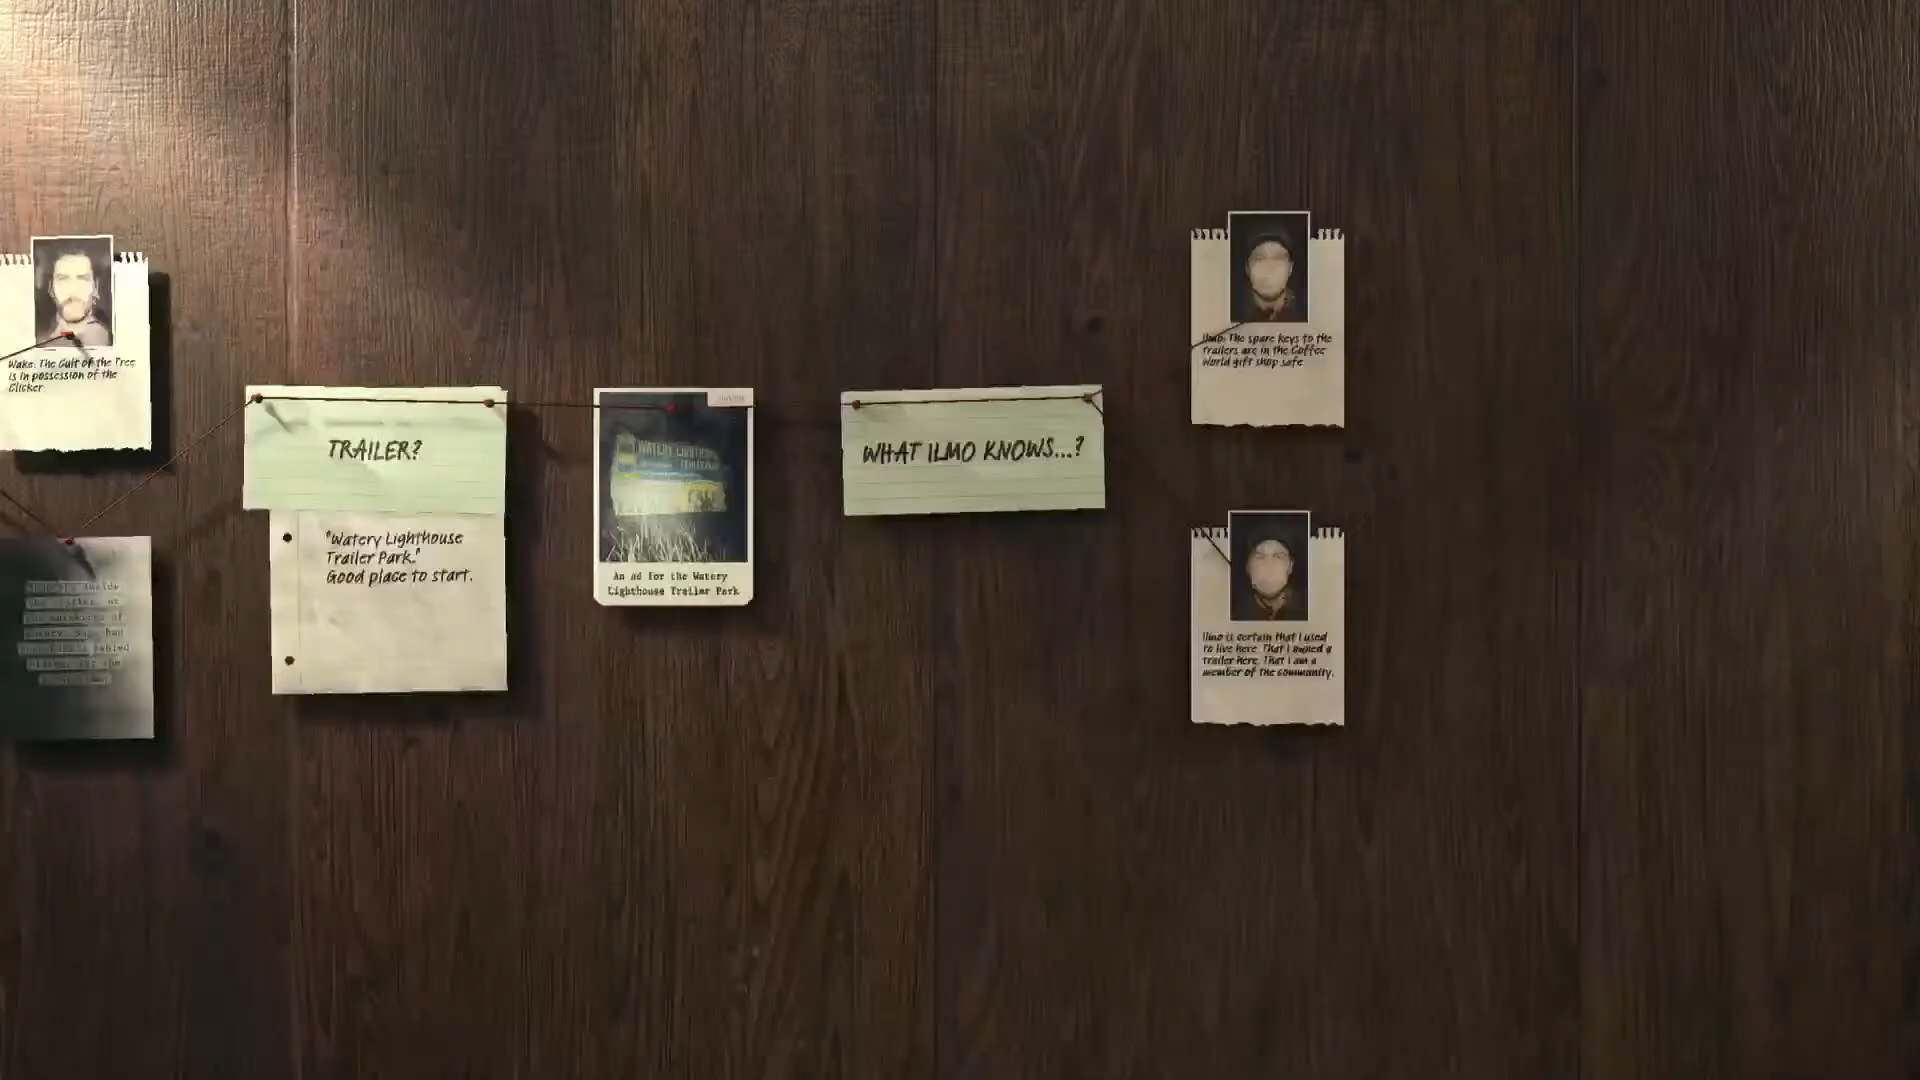 Wake: The Cult of the Tree
is in possession of the
Clicker.
TRAILER?
"Watery Lighthouse
Trailer Park."
Good place to start.
WATERY LIGHTHOUSE
An ad for the Watery
Lighthouse Trailer Park
WHAT ILMO KNOWS...?
Ilmo: The spare keys to the
trailers are in the Coffee
World gift shop safe.
Ilmo is certain that I used
to live here. That I owned a
trailer here. That I am a
member of the community.